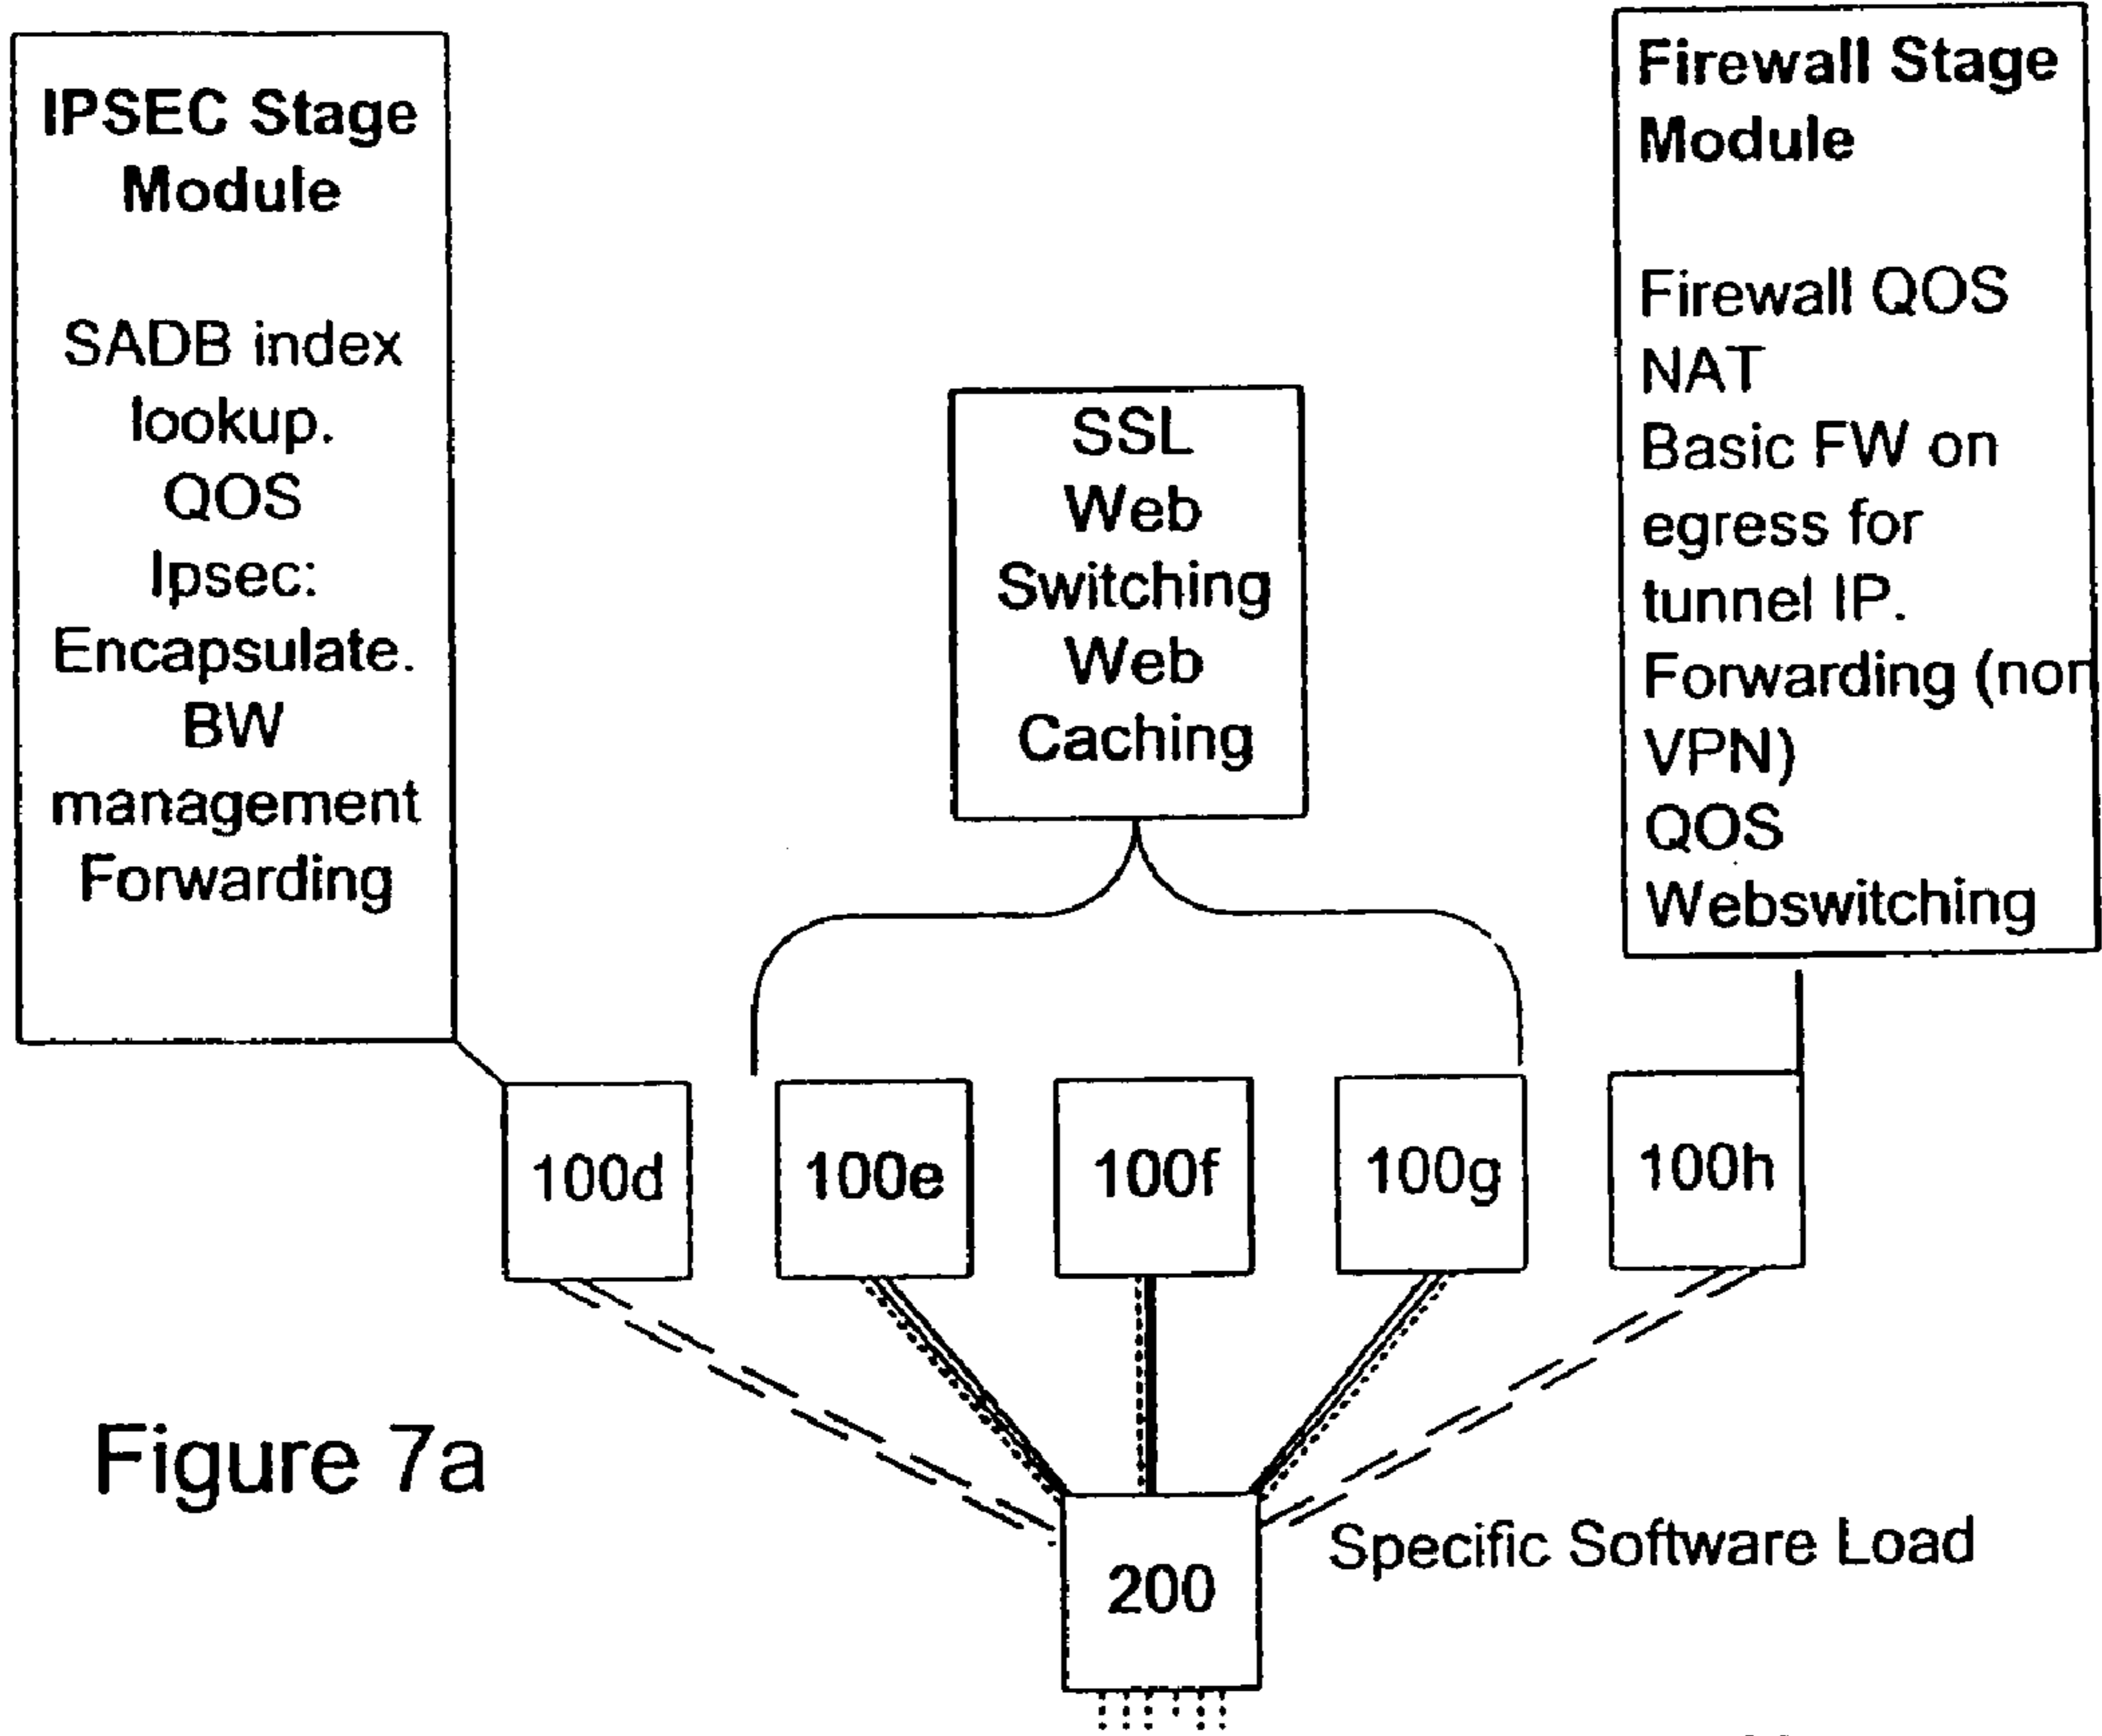 IPSEC Stage
Module
SADB index
lookup.
QOS
Ipsec:
Encapsulate.
BW
management
Forwarding
SSL
Web
Switching
Web
Caching
Firewall Stage
Module
Firewall QOS
NAT
Basic FW on
egress for
tunnel IP.
Forwarding (non
VPN)
QOS
Webswitching
100d
100e
100f
100g
100h
Figure 7a
200
Specific Software Load